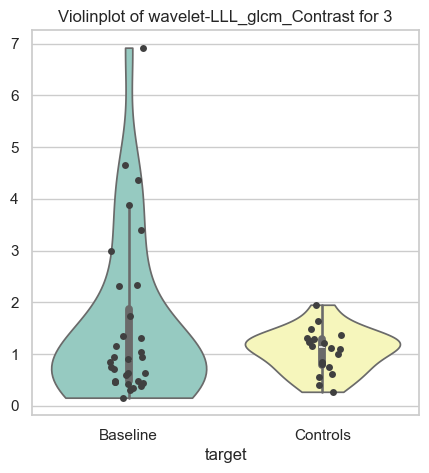 Violinplot of wavelet-LLL_glcm_Contrast for 3
7
6
5
4
3
2
1
0
Baseline
Controls
target